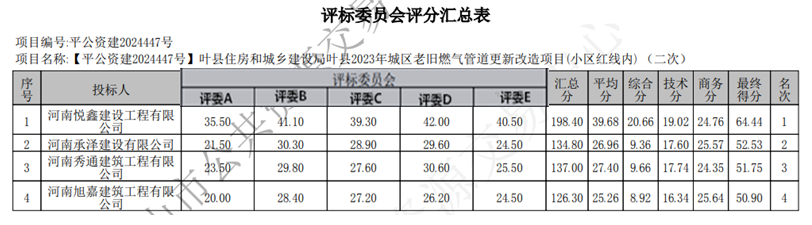 评标委员会评分汇总表
项目编号:平公资建2024447号
项目名称:【平公资建2024447号】叶县住房和城乡建设局叶县2023年城区老旧燃气管道更新改造项目(小区红线内)（二次）
序号 投标人 评标委员会 汇总分 平均分 综合分 技术分 商务分 最终得分 名次
评委A 评委B 评委C 评委D 评委E
1 河南悦鑫建设工程有限公司 35.50 41.10 39.30 42.00 40.50 198.40 39.68 20.66 19.02 24.76 64.44 1
2 河南承泽建设有限公司 21.50 30.30 28.90 29.60 24.50 134.80 26.96 9.36 17.60 25.57 52.53 2
3 河南秀通建筑工程有限公司 23.50 29.80 27.60 30.60 25.50 137.00 27.40 9.66 17.74 24.35 51.75 3
4 河南旭嘉建筑工程有限公司 20.00 28.40 27.20 26.20 24.50 126.30 25.26 8.92 16.34 25.64 50.90 4